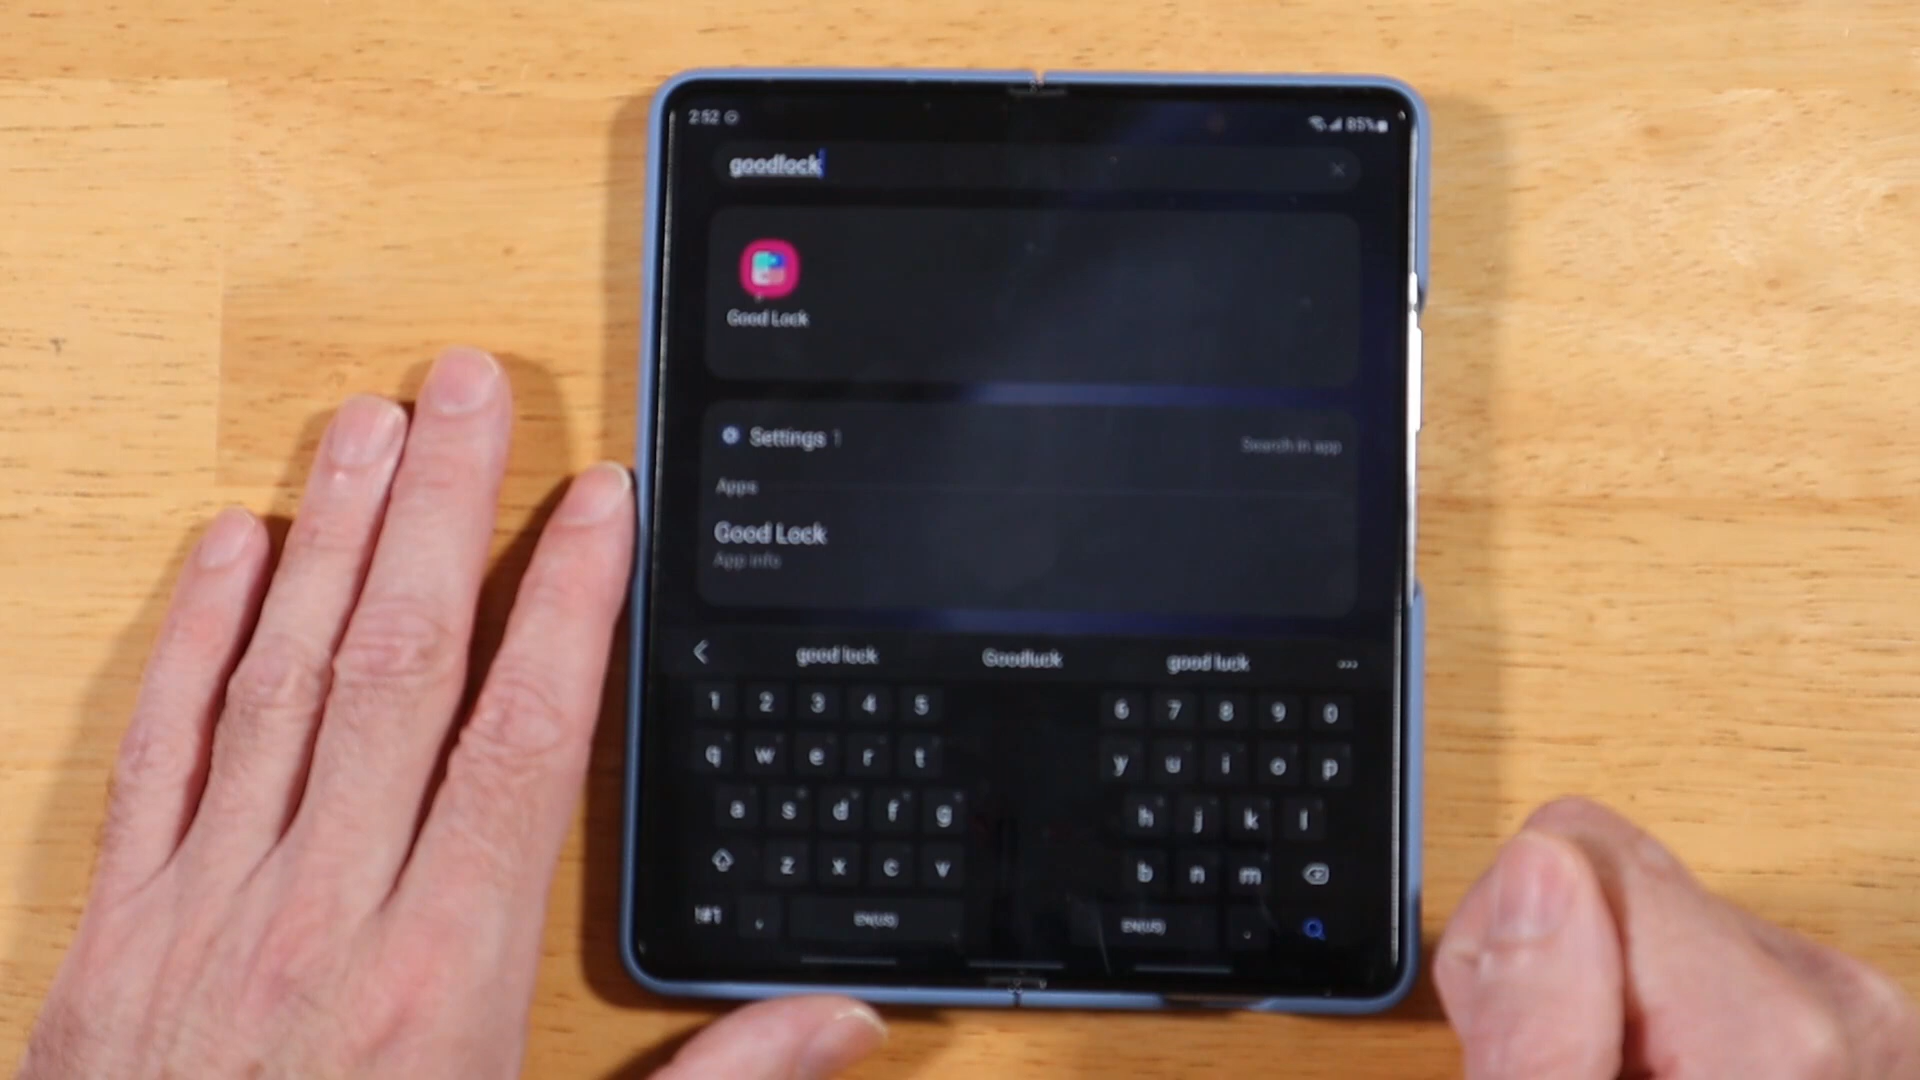 2:52 85%
goodlock
Good Lock
Settings 1 Search in app
Apps
Good Lock
App info
good lock Goodluck good luck ...
1 2 3 4 5 6 7 8 9 0
q w e r t y u i o p
a s d f g h j k l
z x c v b n m
!#1 , EN(US) EN(US) .